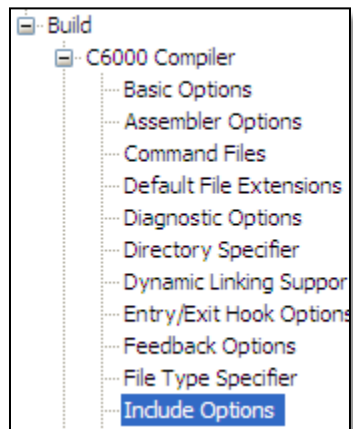 Build
C6000 Compiler
Basic Options
Assembler Options
Command Files
Default File Extensions
Diagnostic Options
Directory Specifier
Dynamic Linking Suppor
Entry/Exit Hook Options
Feedback Options
File Type Specifier
Include Options